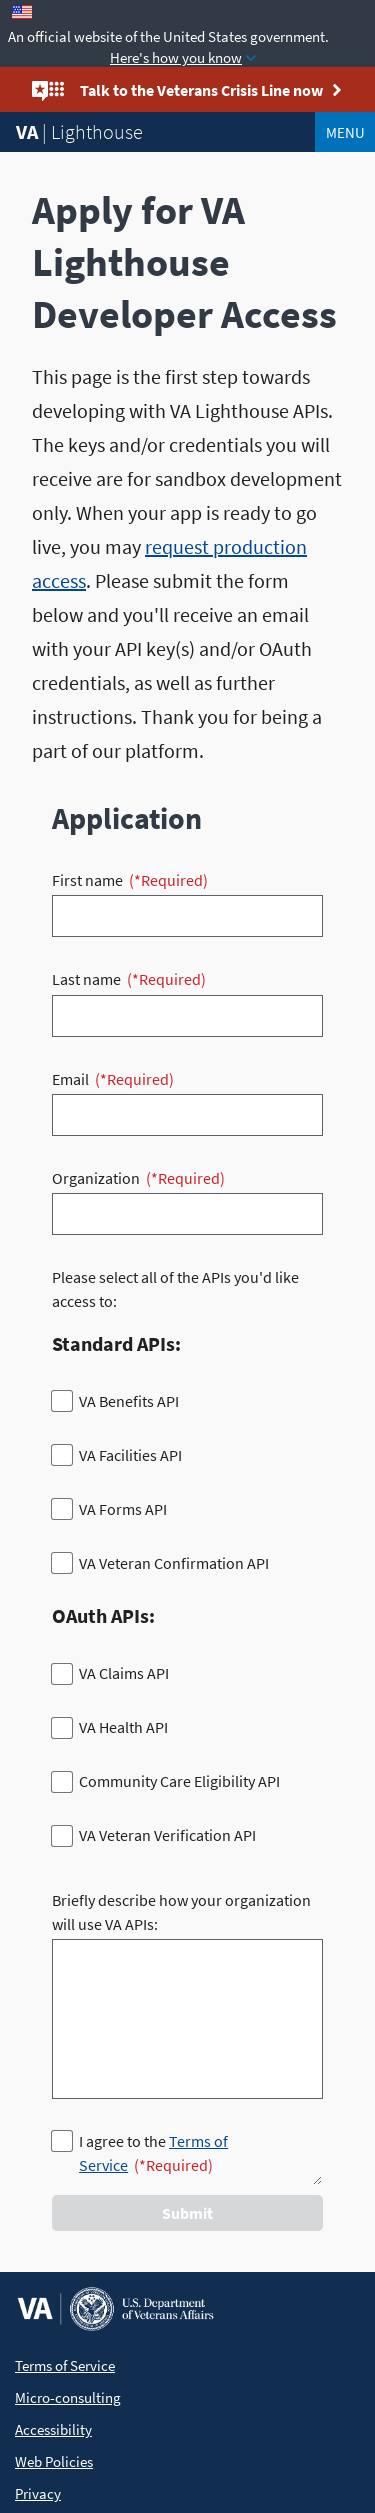 An official website of the United States government.
Here's how you know
Talk to the Veterans Crisis Line now
VA | Lighthouse
MENU
Apply for VA
Lighthouse
Developer Access
This page is the first step towards
developing with VA Lighthouse APIs.
The keys and/or credentials you will
receive are for sandbox development
only. When your app is ready to go
live, you may request production
access. Please submit the form
below and you'll receive an email
with your API key(s) and/or OAuth
credentials, as well as further
instructions. Thank you for being a
part of our platform.
Application
First name (*Required)
Last name (*Required)
Email (*Required)
Organization (*Required)
Please select all of the APIs you'd like
access to:
Standard APIs:
VA Benefits API
VA Facilities API
VA Forms API
VA Veteran Confirmation API
OAuth APIs:
VA Claims API
VA Health API
Community Care Eligibility API
VA Veteran Verification API
Briefly describe how your organization
will use VA APIs:
I agree to the Terms of
Service (*Required)
Submit
VA
U.S. Department
of Veterans Affairs
Terms of Service
Micro-consulting
Accessibility
Web Policies
Privacy